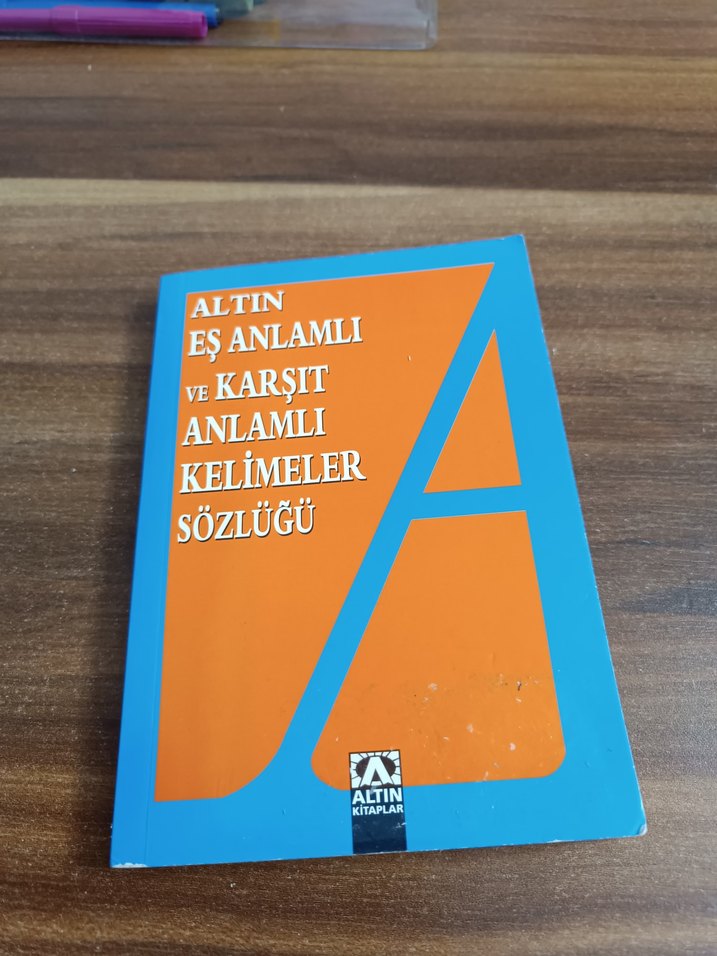 ALTIN
EŞ ANLAMLI
VE KARŞIT
ANLAMLI
KELİMELER
SÖZLÜĞÜ
ALTIN
KİTAPLAR